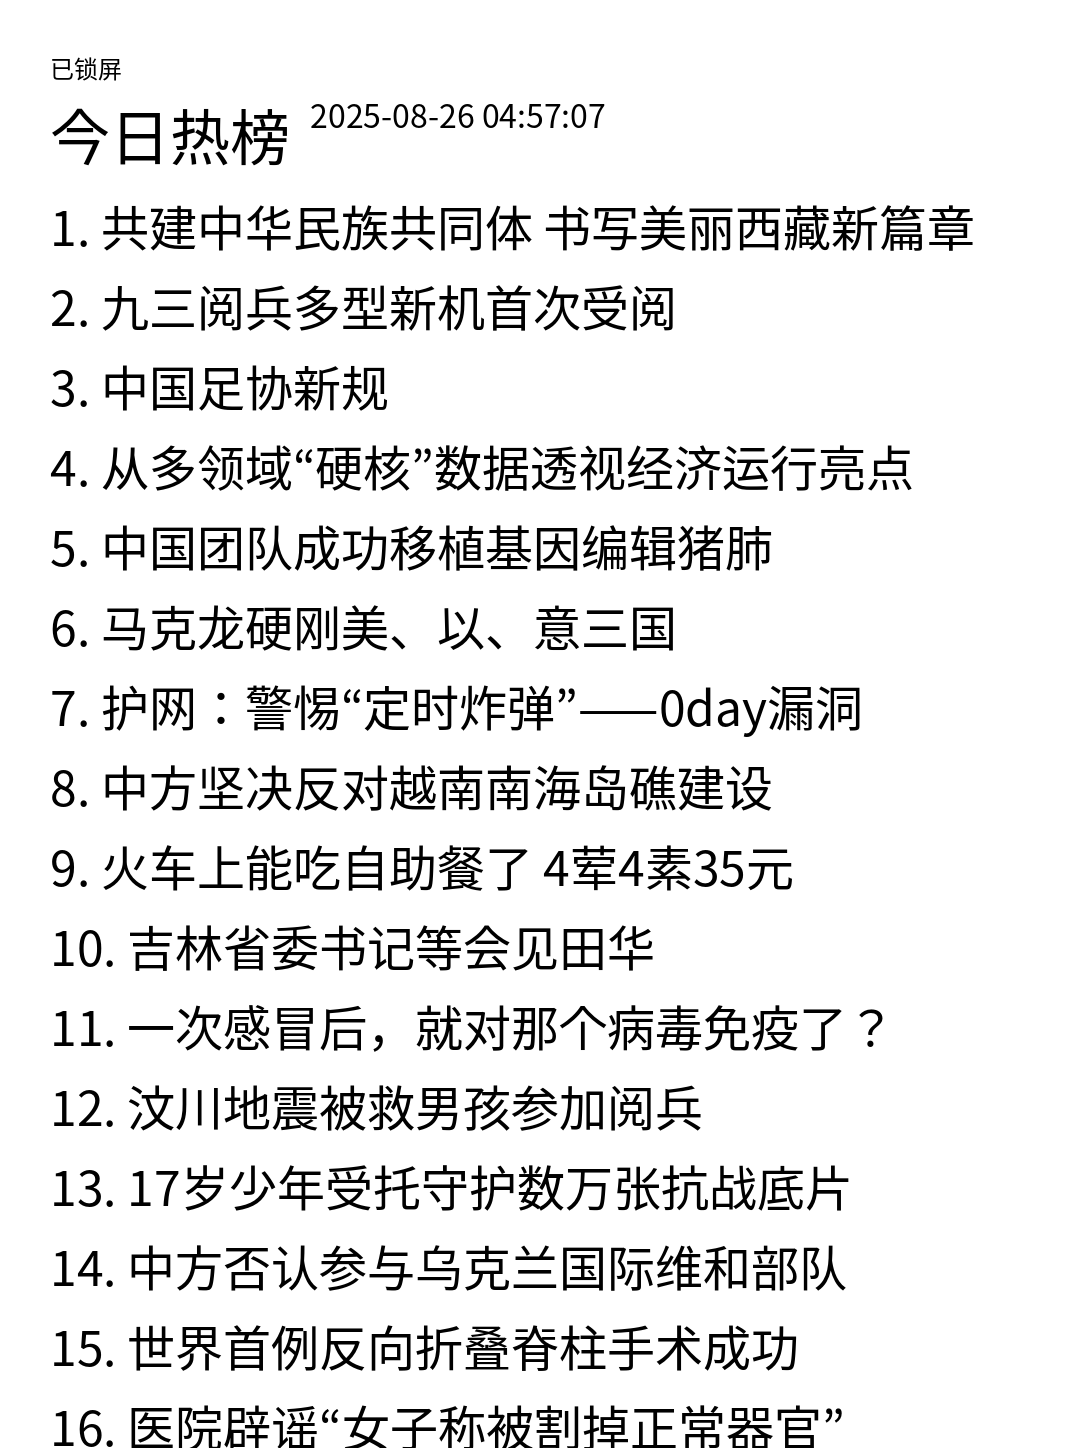 已锁屏
今日热榜 2025-08-26 04:57:07
1. 共建中华民族共同体 书写美丽西藏新篇章
2. 九三阅兵多型新机首次受阅
3. 中国足协新规
4. 从多领域“硬核”数据透视经济运行亮点
5. 中国团队成功移植基因编辑猪肺
6. 马克龙硬刚美、以、意三国
7. 护网：警惕“定时炸弹”——0day漏洞
8. 中方坚决反对越南南海岛礁建设
9. 火车上能吃自助餐了 4荤4素35元
10. 吉林省委书记等会见田华
11. 一次感冒后，就对那个病毒免疫了？
12. 汶川地震被救男孩参加阅兵
13. 17岁少年受托守护数万张抗战底片
14. 中方否认参与乌克兰国际维和部队
15. 世界首例反向折叠脊柱手术成功
16. 医院辟谣“女子称被割掉正常器官”